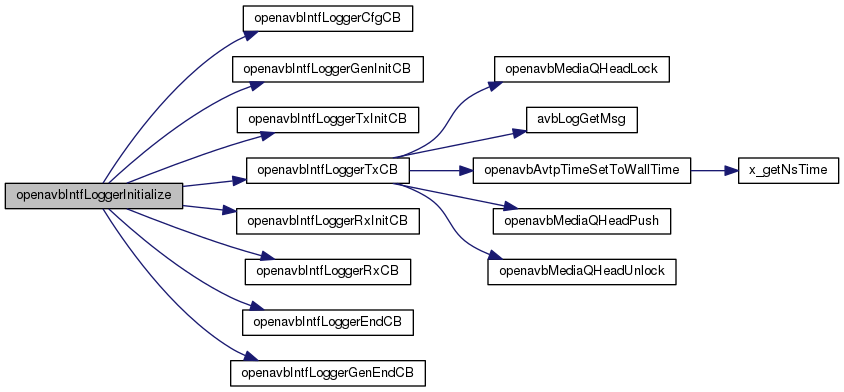 openavbIntfLoggerInitialize
openavbIntfLoggerCfgCB
openavbIntfLoggerGenInitCB
openavbIntfLoggerTxInitCB
openavbIntfLoggerTxCB
openavbIntfLoggerRxInitCB
openavbIntfLoggerRxCB
openavbIntfLoggerEndCB
openavbIntfLoggerGenEndCB
openavbMediaQHeadLock
avbLogGetMsg
openavbAvtpTimeSetToWallTime
openavbMediaQHeadPush
openavbMediaQHeadUnlock
x_getNsTime